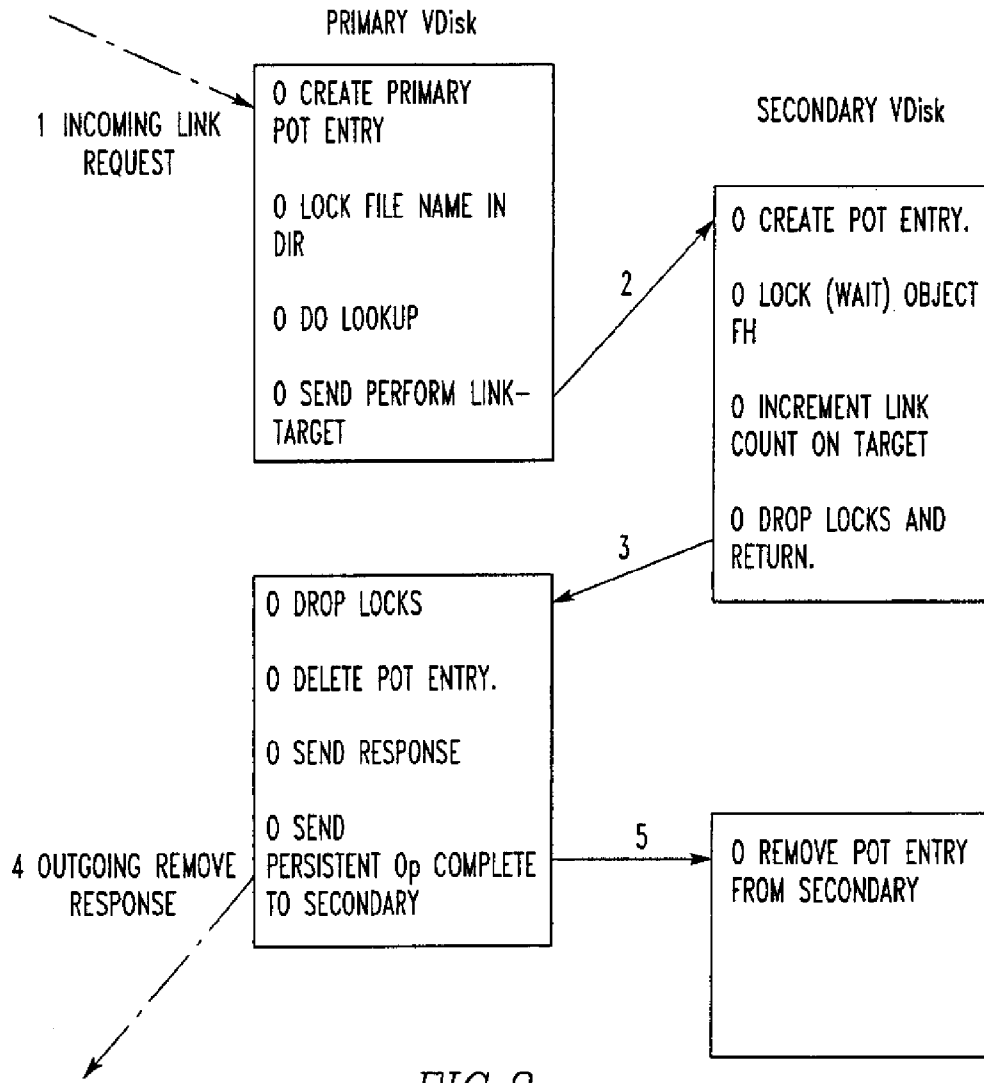 PRIMARY VDisk
1 INCOMING LINK
REQUEST
O CREATE PRIMARY
POT ENTRY
O LOCK FILE NAME IN
DIR
O DO LOOKUP
O SEND PERFORM LINK-
TARGET
2
SECONDARY VDisk
O CREATE POT ENTRY.
O LOCK (WAIT) OBJECT
FH
O INCREMENT LINK
COUNT ON TARGET
O DROP LOCKS AND
RETURN.
3
O DROP LOCKS
O DELETE POT ENTRY.
O SEND RESPONSE
O SEND
PERSISTENT Op COMPLETE
TO SECONDARY
4 OUTGOING REMOVE
RESPONSE
5
O REMOVE POT ENTRY
FROM SECONDARY